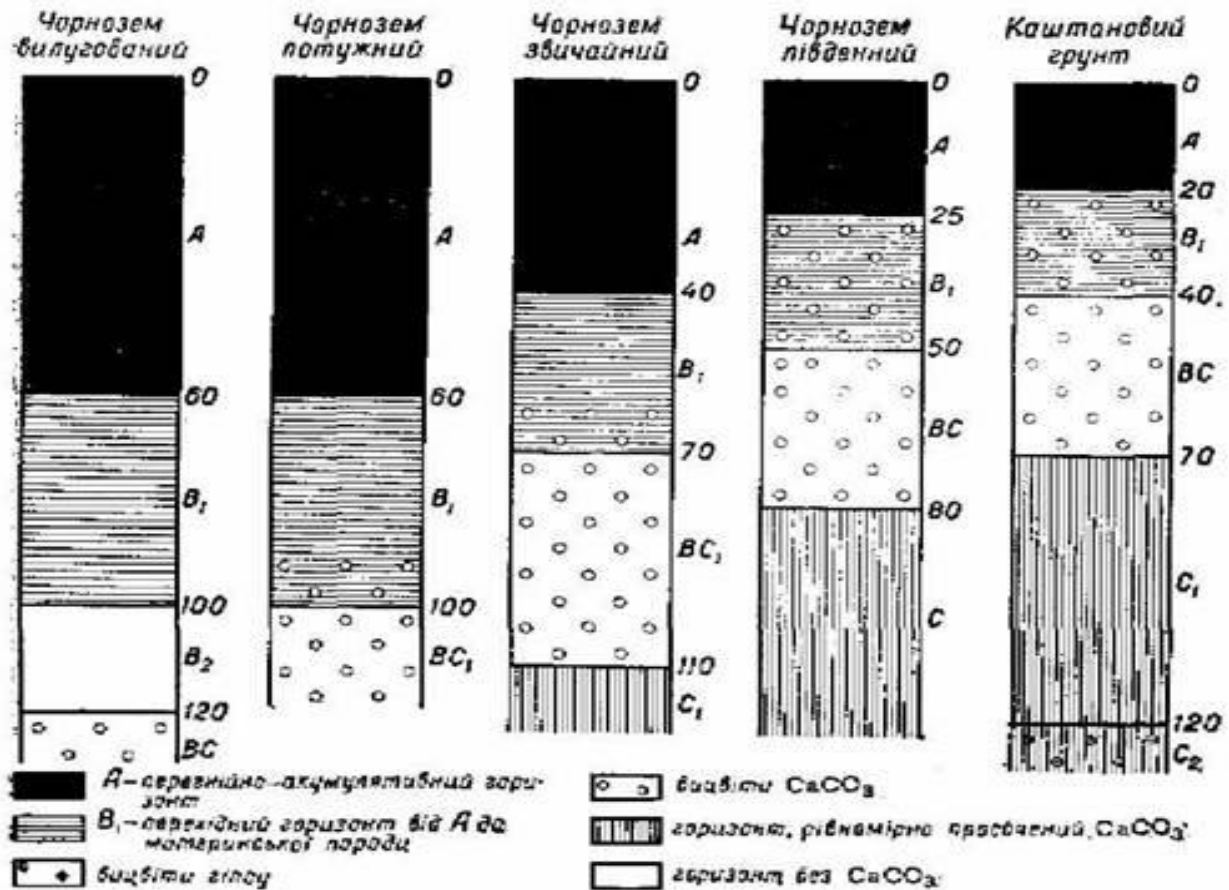 Чорнозем
вилугований
0
A
60
B₁
100
B₂
120
BC
Чорнозем
потужний
0
A
60
B₁
100
BC₁
Чорнозем
звичайний
0
A
40
B₁
70
BC₁
110
C₁
Чорнозем
південний
0
A
25
B₁
50
BC
80
C
Каштановий
грунт
0
A
20
B₁
40
BC
70
C₁
120
C₂
A – перегнійно-акумулятивний гори-
зонт
B₁ – перехідний горизонт від A до
материнської породи
вицвіти гіпсу
вицвіти CaCO₃
горизонт, рівномірно просочений CaCO₃
горизонт без CaCO₃